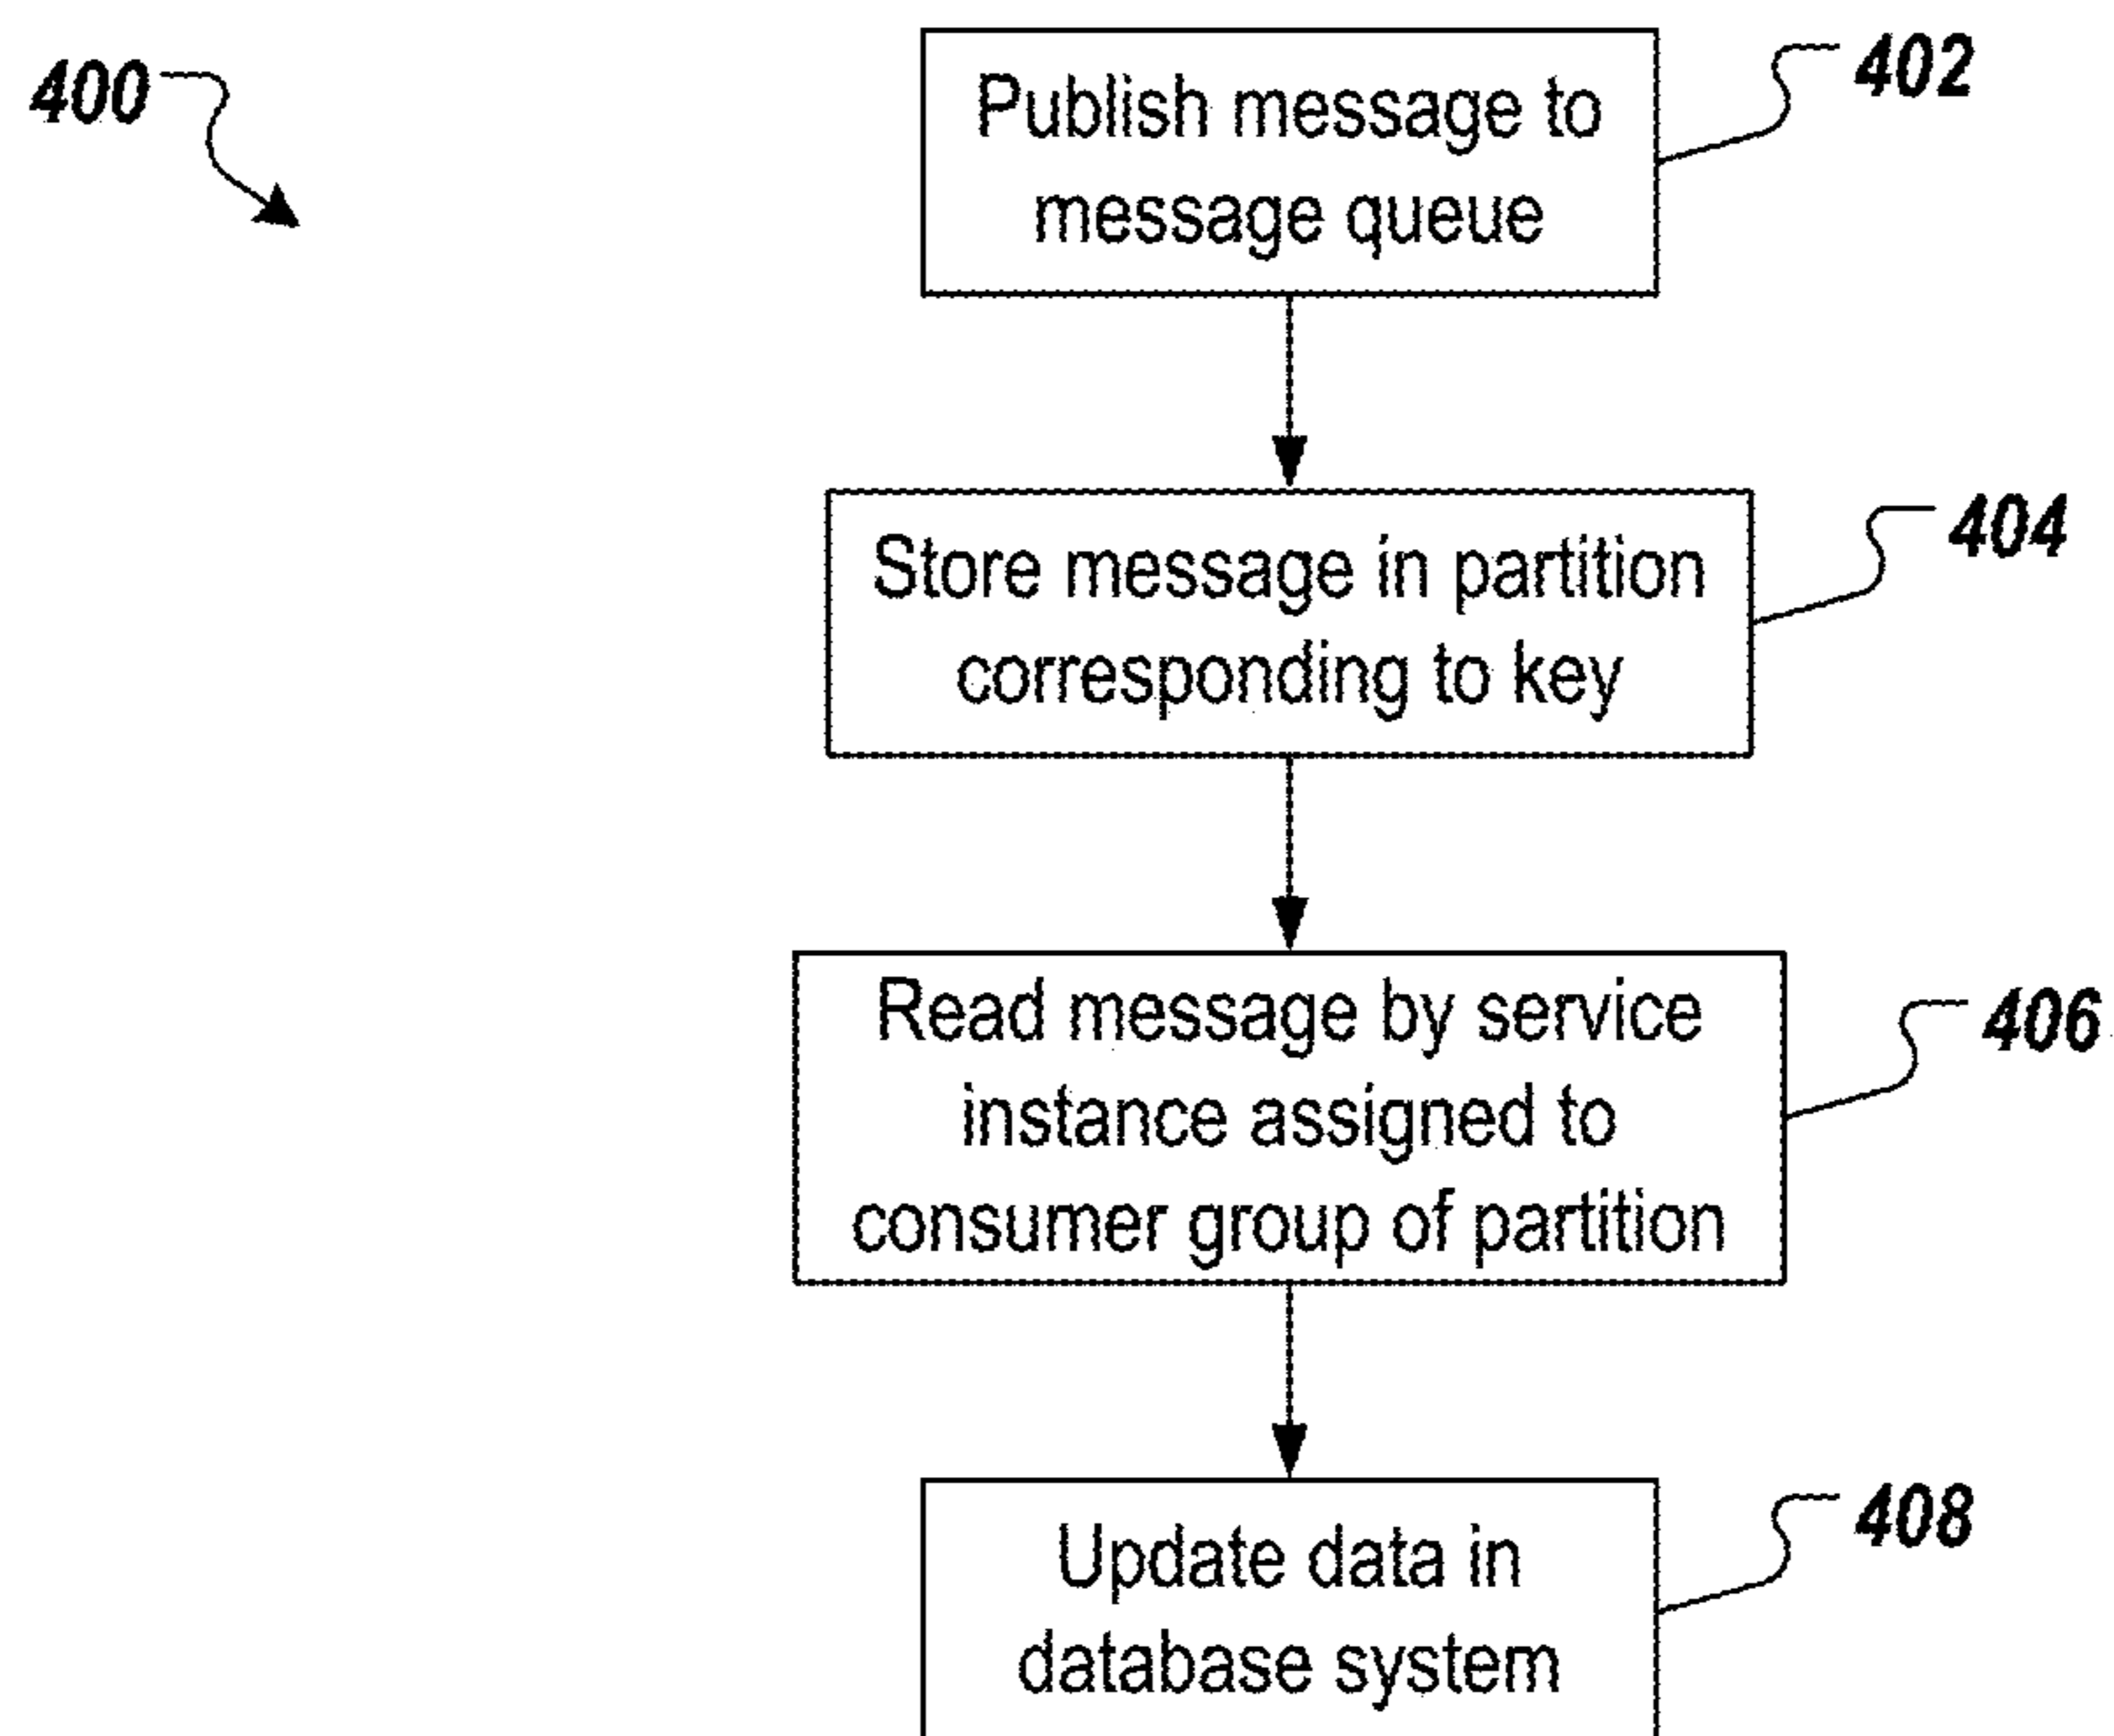 400
402
Publish message to
message queue
404
Store message in partition
corresponding to key
406
Read message by service
instance assigned to
consumer group of partition
408
Update data in
database system